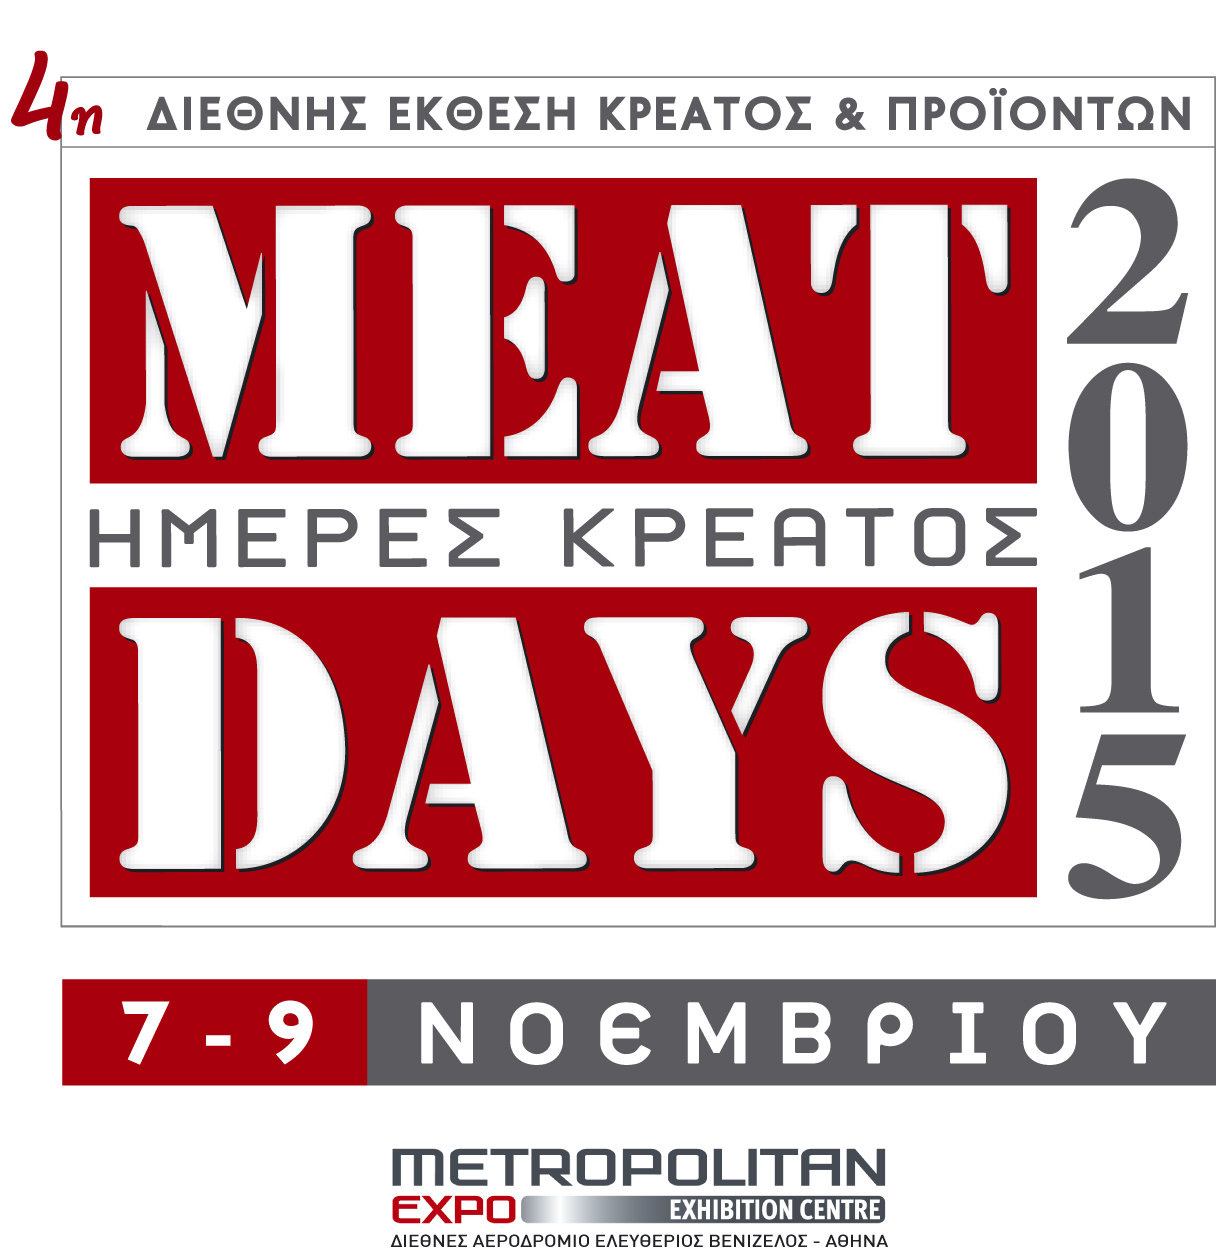 4η ΔΙΕΘΝΗΣ ΕΚΘΕΣΗ ΚΡΕΑΤΟΣ & ΠΡΟΪΟΝΤΩΝ
MEAT
ΗΜΕΡΕΣ ΚΡΕΑΤΟΣ
DAYS
2015
7 - 9 ΝΟΕΜΒΡΙΟΥ
METROPOLITAN
EXPO EXHIBITION CENTRE
ΔΙΕΘΝΕΣ ΑΕΡΟΔΡΟΜΙΟ ΕΛΕΥΘΕΡΙΟΣ ΒΕΝΙΖΕΛΟΣ - ΑΘΗΝΑ